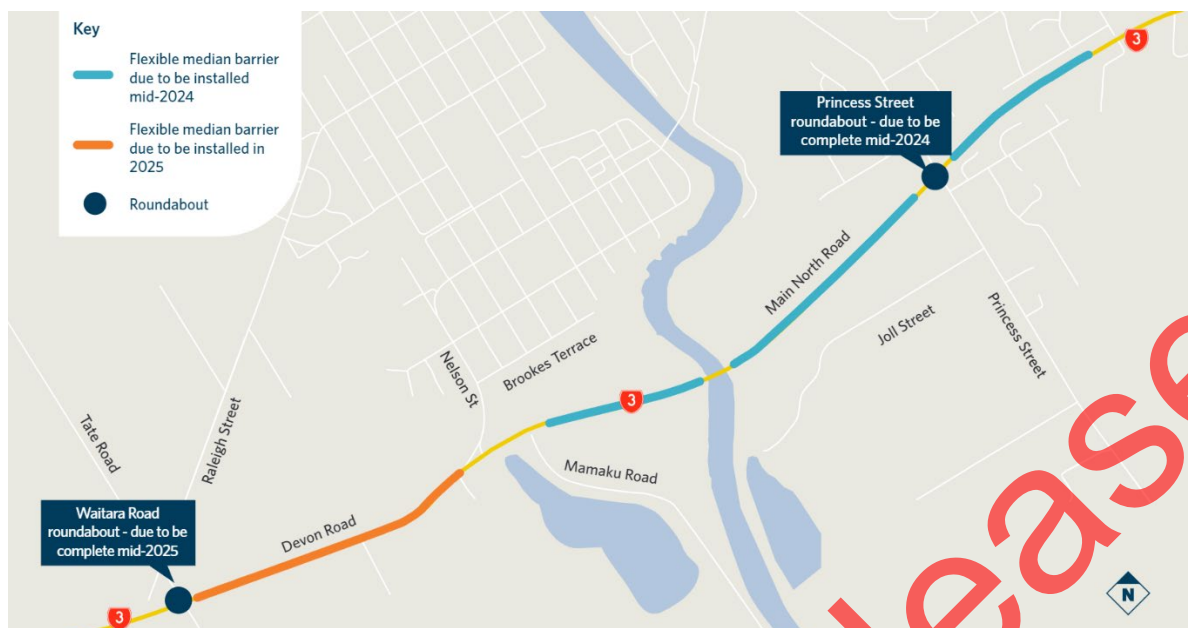 Key
Flexible median barrier
due to be installed
mid-2024
Flexible median barrier
due to be installed in
2025
Roundabout
3
Princess Street
roundabout - due to be
complete mid-2024
Main North Road
Joll Street
Princess Street
Nelson St
Brookes Terrace
3
Mamaku Road
Tate Road
Raleigh Street
Waitara Road
roundabout - due to be
complete mid-2025
Devon Road
3
N
lease